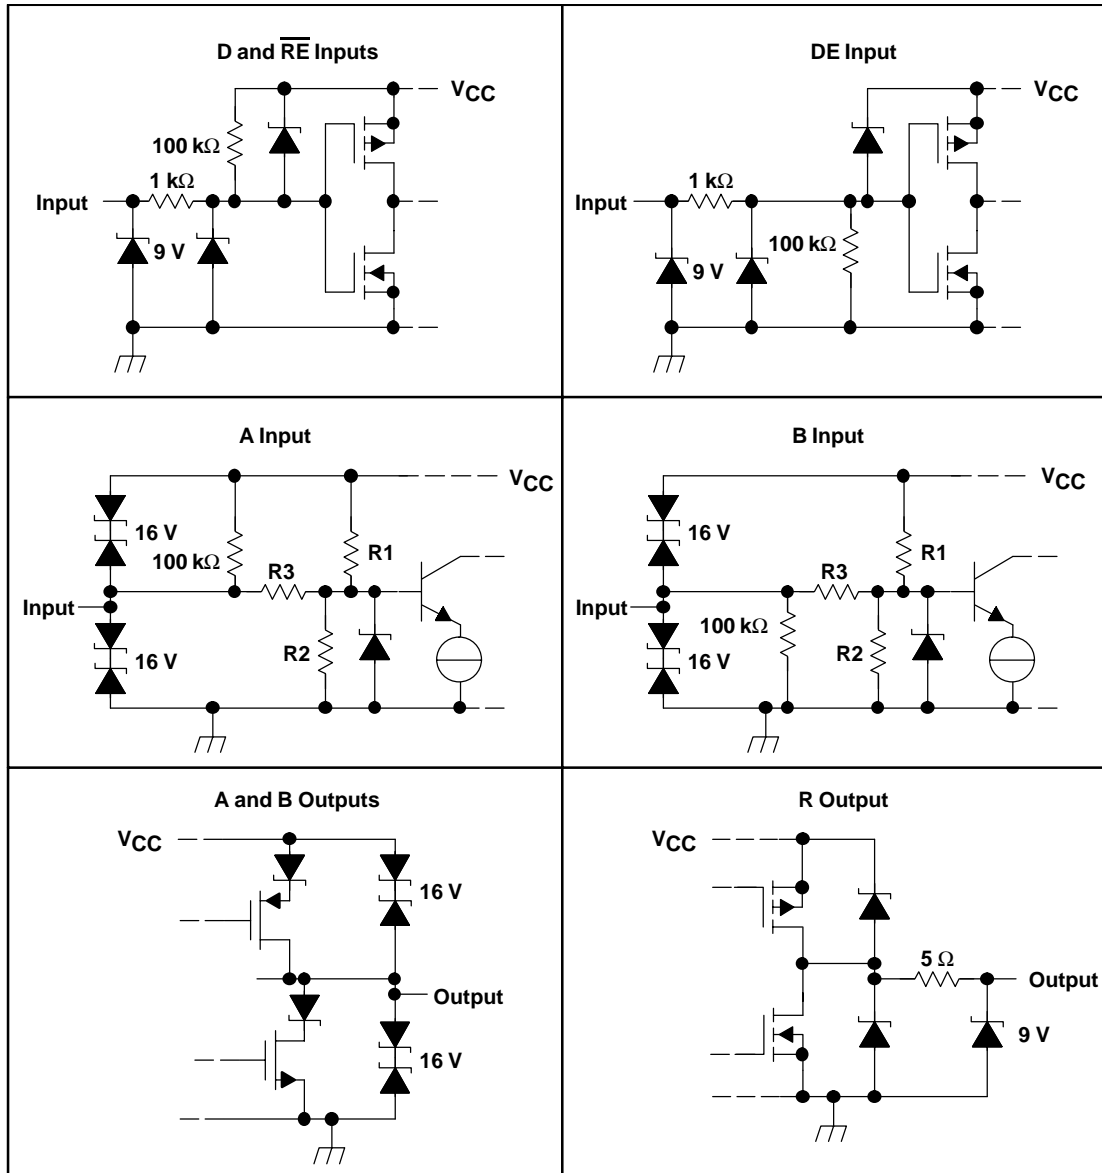 D and R̅E̅ Inputs
VCC
100 kΩ
1 kΩ
Input
9 V
DE Input
VCC
1 kΩ
Input
100 kΩ
9 V
A Input
VCC
16 V
100 kΩ
R1
R3
Input
16 V
R2
B Input
VCC
16 V
R1
R3
Input
100 kΩ
16 V
R2
A and B Outputs
VCC
16 V
Output
16 V
R Output
VCC
5 Ω
Output
9 V